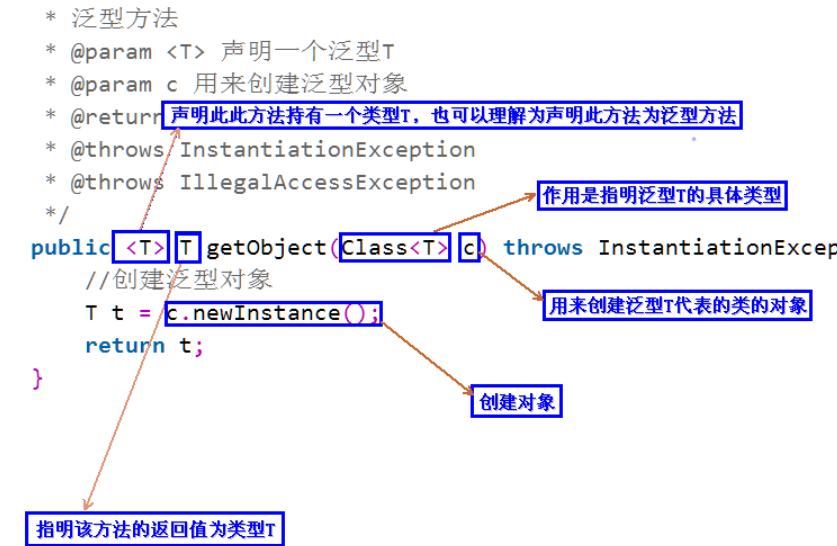 * 泛型方法
* @param <T> 声明一个泛型T
* @param c 用来创建泛型对象
* @return 声明此此方法持有一个类型T，也可以理解为声明此方法为泛型方法
* @throws InstantiationException
* @throws IllegalAccessException
作用是指明泛型T的具体类型
*/
public <T> T getObject(Class<T> c) throws InstantiationExcep
//创建泛型对象
用来创建泛型T代表的类的对象
T t = c.newInstance();
return t;
}
创建对象
指明该方法的返回值为类型T